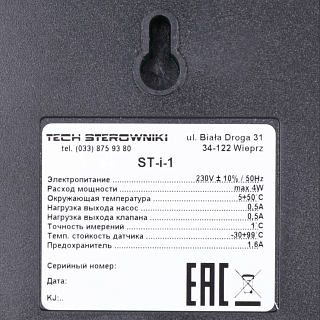 TECH STEROWNIKI ul. Biała Droga 31
tel. (033) 875 93 80 34-122 Wieprz
ST-i-1
Электропитание 230V ± 10% / 50Hz
Расход мощности max 4W
Окружающая температура 5÷50°C
Нагрузка выхода насос 0,5A
Нагрузка выхода клапана 0,5A
Точность имерений 1°C
Темп. стойкость датчика -30÷99°C
Предохранитель 1,6A
Серийный номер:
Дата:
KJ:..
EAC